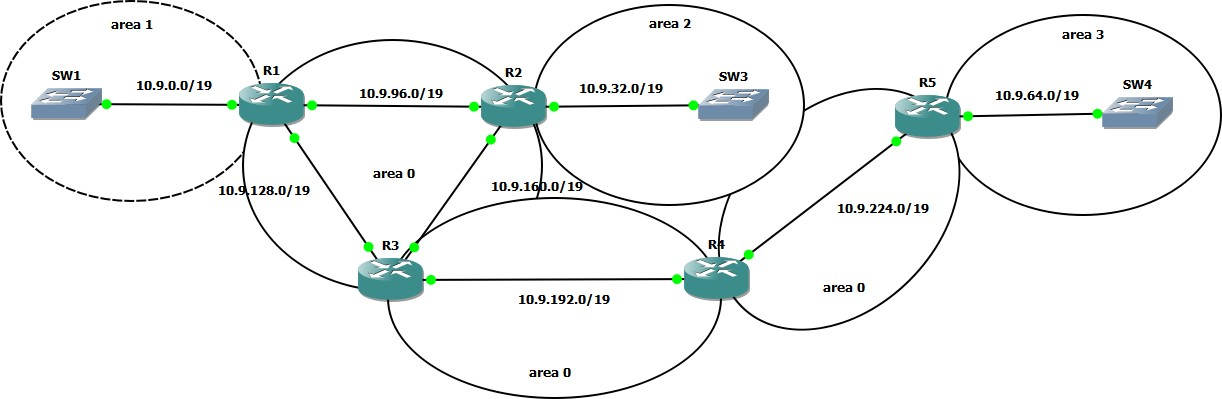 area 1
SW1
10.9.0.0/19
R1
10.9.96.0/19
R2
area 2
10.9.32.0/19
SW3
R5
area 3
10.9.64.0/19
SW4
area 0
10.9.128.0/19
10.9.160.0/19
10.9.224.0/19
R3
R4
10.9.192.0/19
area 0
area 0